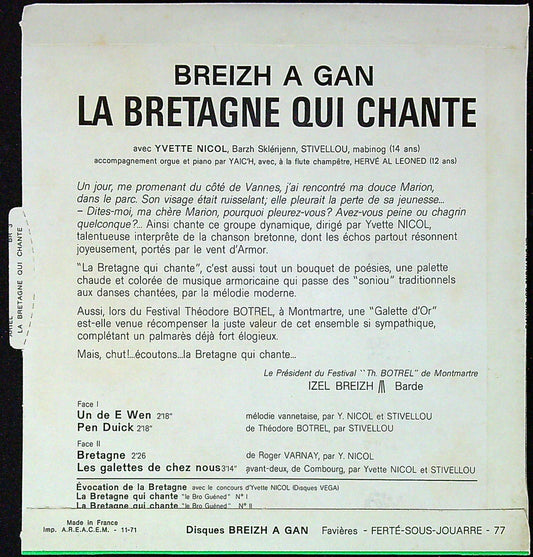 BREIZH A GAN
LA BRETAGNE QUI CHANTE
avec YVETTE NICOL, Barzh Sklérijenn, STIVELLOU, mabinog (14 ans)
accompagnement orgue et piano par YAIC'H, avec, à la flute champêtre, HERVÉ AL LEONED (12 ans)
Un jour, me promenant du côté de Vannes, j'ai rencontré ma douce Marion,
dans le parc. Son visage était ruisselant; elle pleurait la perte de sa jeunesse...
– Dites-moi, ma chère Marion, pourquoi pleurez-vous? Avez-vous peine ou chagrin
quelconque?... Ainsi chante ce groupe dynamique, dirigé par Yvette NICOL,
talentueuse interprète de la chanson bretonne, dont les échos partout résonnent
joyeusement, portés par le vent d'Armor.
"La Bretagne qui chante", c'est aussi tout un bouquet de poésies, une palette
chaude et colorée de musique armoricaine qui passe des "soniou" traditionnels
aux danses chantées, par la mélodie moderne.
Aussi, lors du Festival Théodore BOTREL, à Montmartre, une "Galette d'Or"
est-elle venue récompenser la juste valeur de cet ensemble si sympathique,
complétant un palmarès déjà fort élogieux.
Mais, chut!...écoutons...la Bretagne qui chante...
Le Président du Festival "Th. BOTREL" de Montmartre
IZEL BREIZH Barde
Face I
Un de E Wen 2'18" mélodie vannetaise, par Y. NICOL et STIVELLOU
Pen Duick 2'18" de Théodore BOTREL, par STIVELLOU
Face II
Bretagne 2'26 de Roger VARNAY, par Y. NICOL
Les galettes de chez nous 3'14" avant-deux, de Combourg, par Yvette NICOL et STIVELLOU
Évocation de la Bretagne avec le concours d'Yvette NICOL (Disques VEGA)
La Bretagne qui chante "le Bro Guéned" N° I
La Bretagne qui chante "le Bro Guéned" N° II
Made in France
Imp. A.R.E.A.C.E.M. - 11-71
Disques BREIZH A GAN Favières - FERTÉ-SOUS-JOUARRE - 77
LA BRETAGNE QUI CHANTE